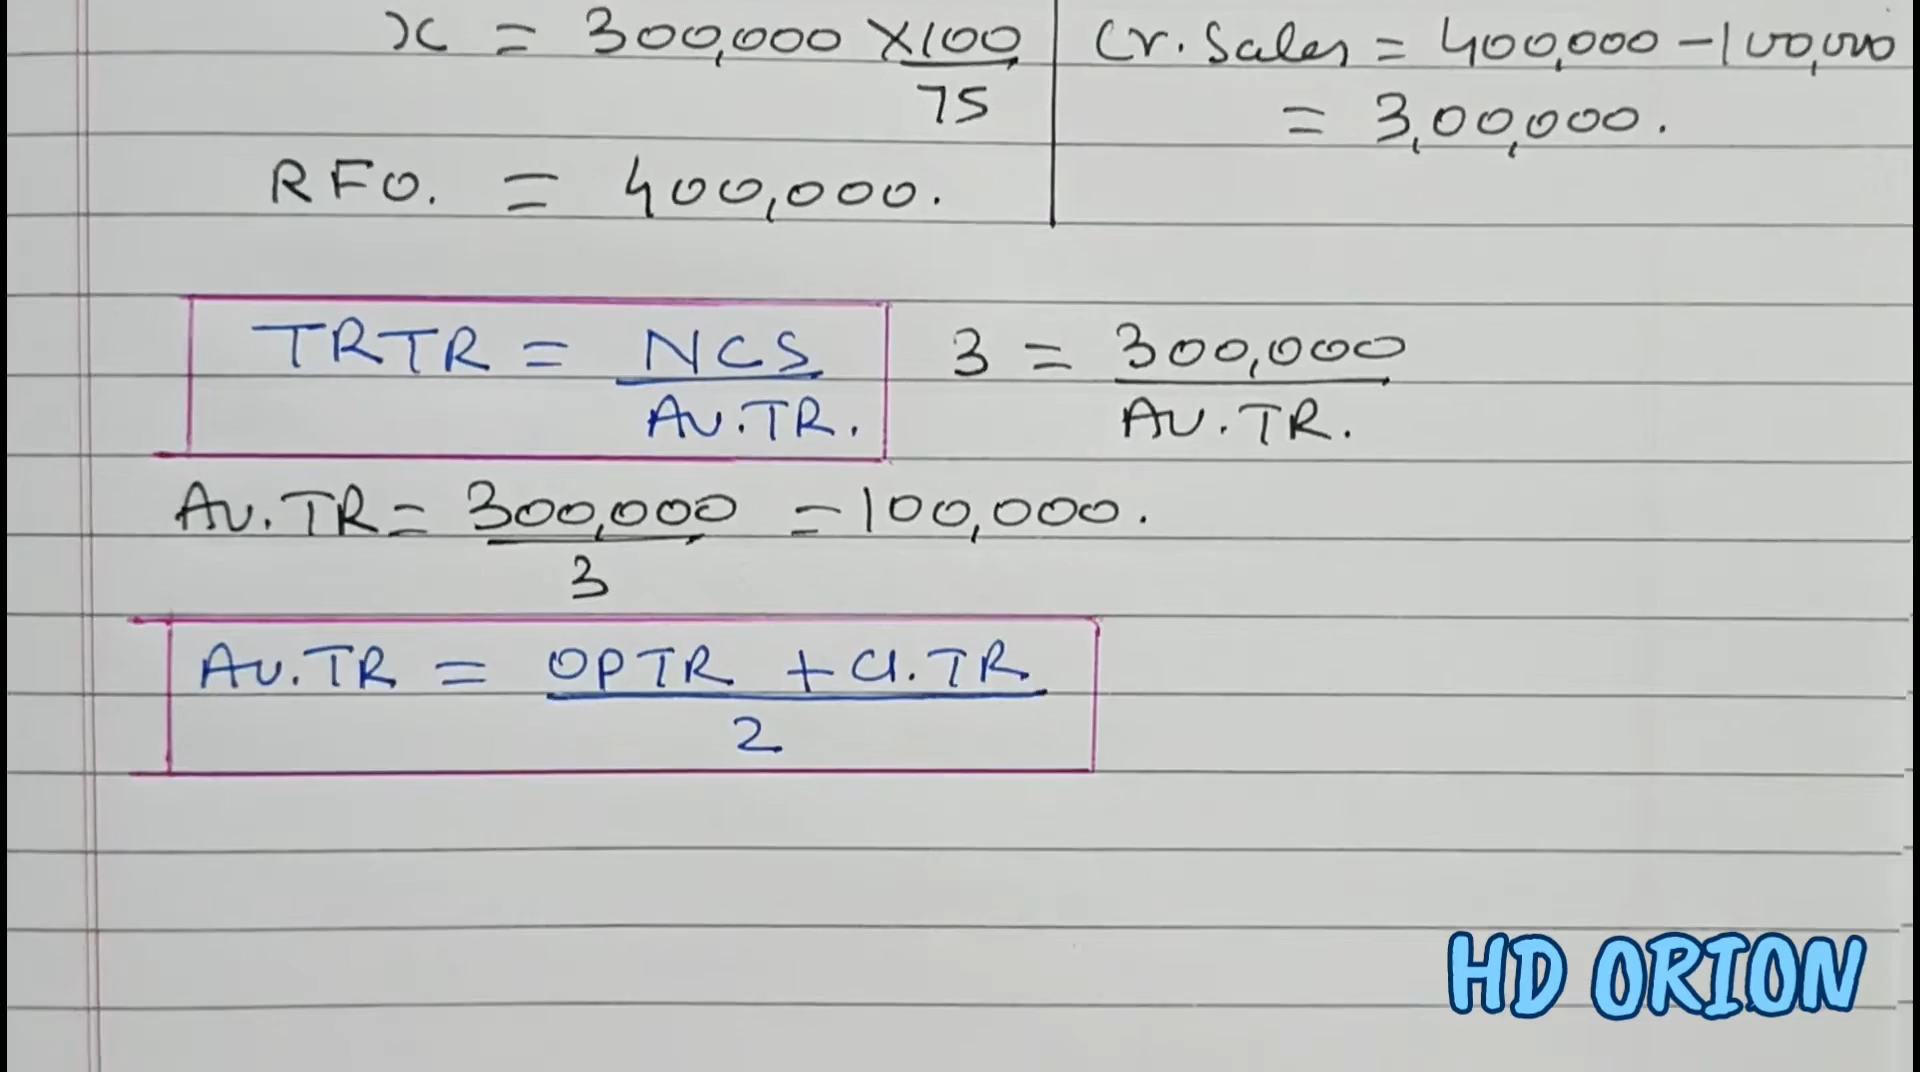 x = 300,000 × 100 / 75
RFO. = 400,000.
Cr. Sales = 400,000 - 100,000
= 3,00,000.
TRTR = NCS / AV.TR.
3 = 300,000 / AV.TR.
AV.TR = 300,000 / 3 = 100,000.
AV.TR = OPTR + Cl.TR / 2
HD ORION